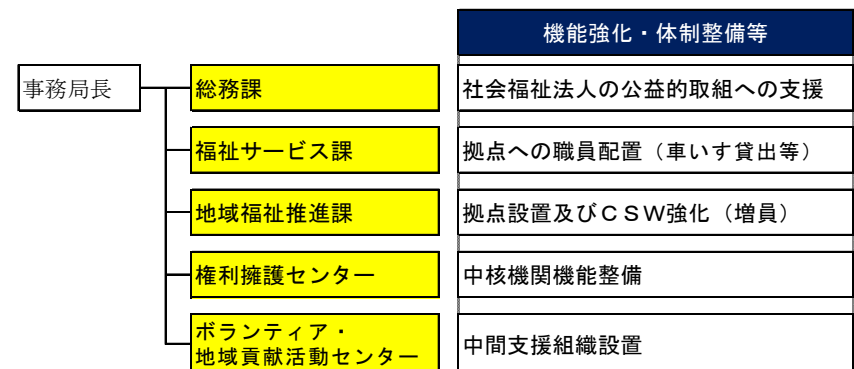 機能強化・体制整備等
事務局長
総務課
社会福祉法人の公益的取組への支援
福祉サービス課
拠点への職員配置（車いす貸出等）
地域福祉推進課
拠点設置及びＣＳＷ強化（増員）
権利擁護センター
中核機関機能整備
ボランティア・
地域貢献活動センター
中間支援組織設置